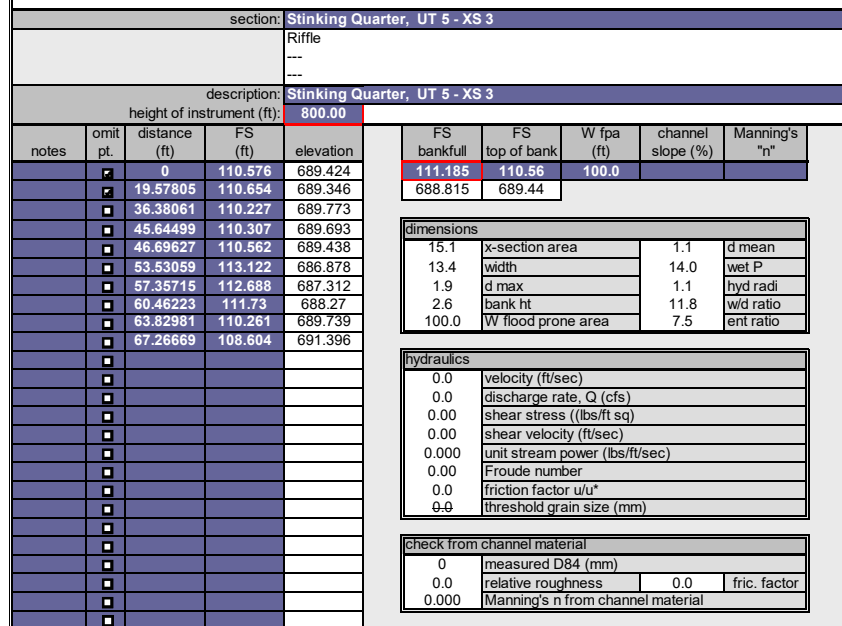 section: Stinking Quarter, UT 5 - XS 3
Riffle
---
---
description: Stinking Quarter, UT 5 - XS 3
height of instrument (ft): 800.00
omit distance FS FS FS W fpa channel Manning's
notes pt. (ft) (ft) elevation bankfull top of bank (ft) slope (%) "n"
0 110.576 689.424 111.185 110.56 100.0
19.57805 110.654 689.346 688.815 689.44
36.38061 110.227 689.773
45.64499 110.307 689.693 dimensions
46.69627 110.562 689.438 15.1 x-section area 1.1 d mean
53.53059 113.122 686.878 13.4 width 14.0 wet P
57.35715 112.688 687.312 1.9 d max 1.1 hyd radi
60.46223 111.73 688.27 2.6 bank ht 11.8 w/d ratio
63.82981 110.261 689.739 100.0 W flood prone area 7.5 ent ratio
67.26669 108.604 691.396
hydraulics
0.0 velocity (ft/sec)
0.0 discharge rate, Q (cfs)
0.00 shear stress ((lbs/ft sq)
0.00 shear velocity (ft/sec)
0.000 unit stream power (lbs/ft/sec)
0.00 Froude number
0.0 friction factor u/u*
0.0 threshold grain size (mm)
check from channel material
0 measured D84 (mm)
0.0 relative roughness 0.0 fric. factor
0.000 Manning's n from channel material